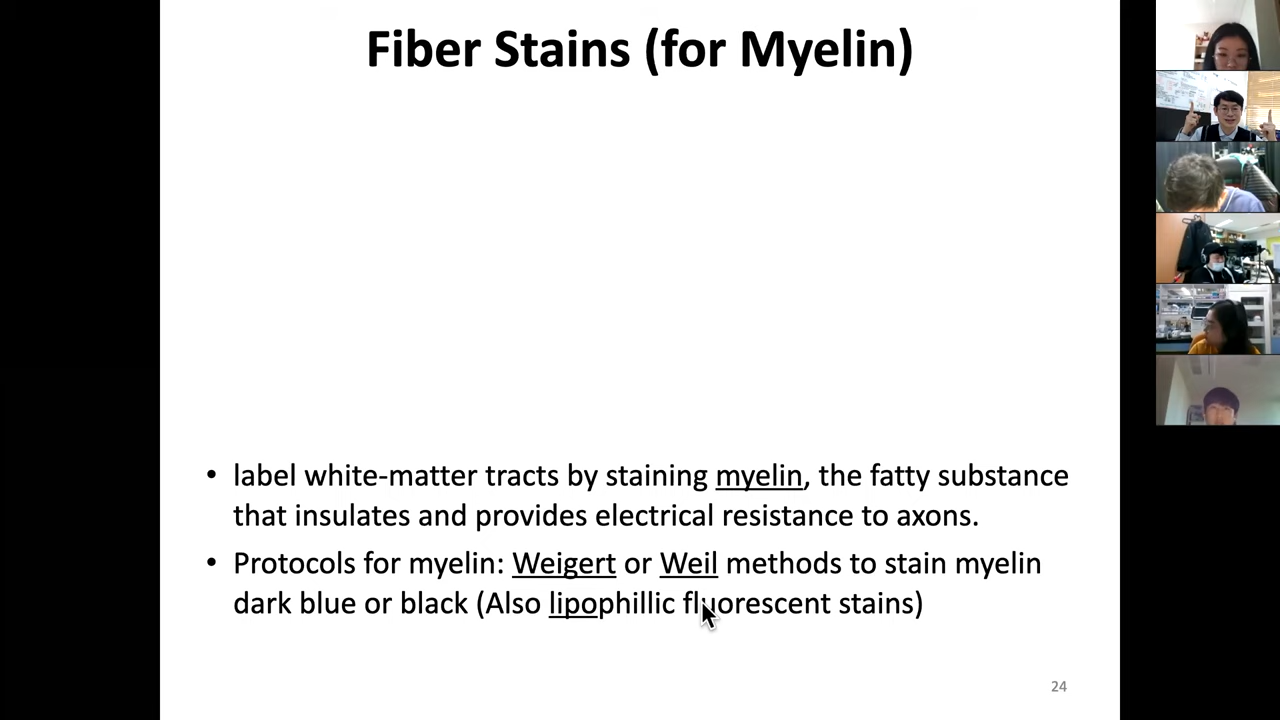 Fiber Stains (for Myelin)
• label white-matter tracts by staining myelin, the fatty substance
that insulates and provides electrical resistance to axons.
• Protocols for myelin: Weigert or Weil methods to stain myelin
dark blue or black (Also lipophillic fluorescent stains)
24